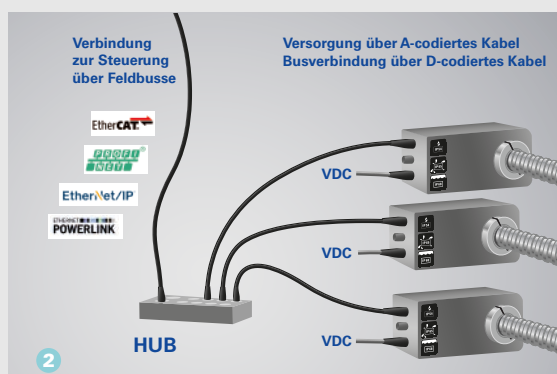 Verbindung
zur Steuerung
über Feldbusse
Versorgung über A-codiertes Kabel
Busverbindung über D-codiertes Kabel
EtherCAT
PROFI
NET
EtherNet/IP
ETHERNET
POWERLINK
VDC
VDC
VDC
HUB
2